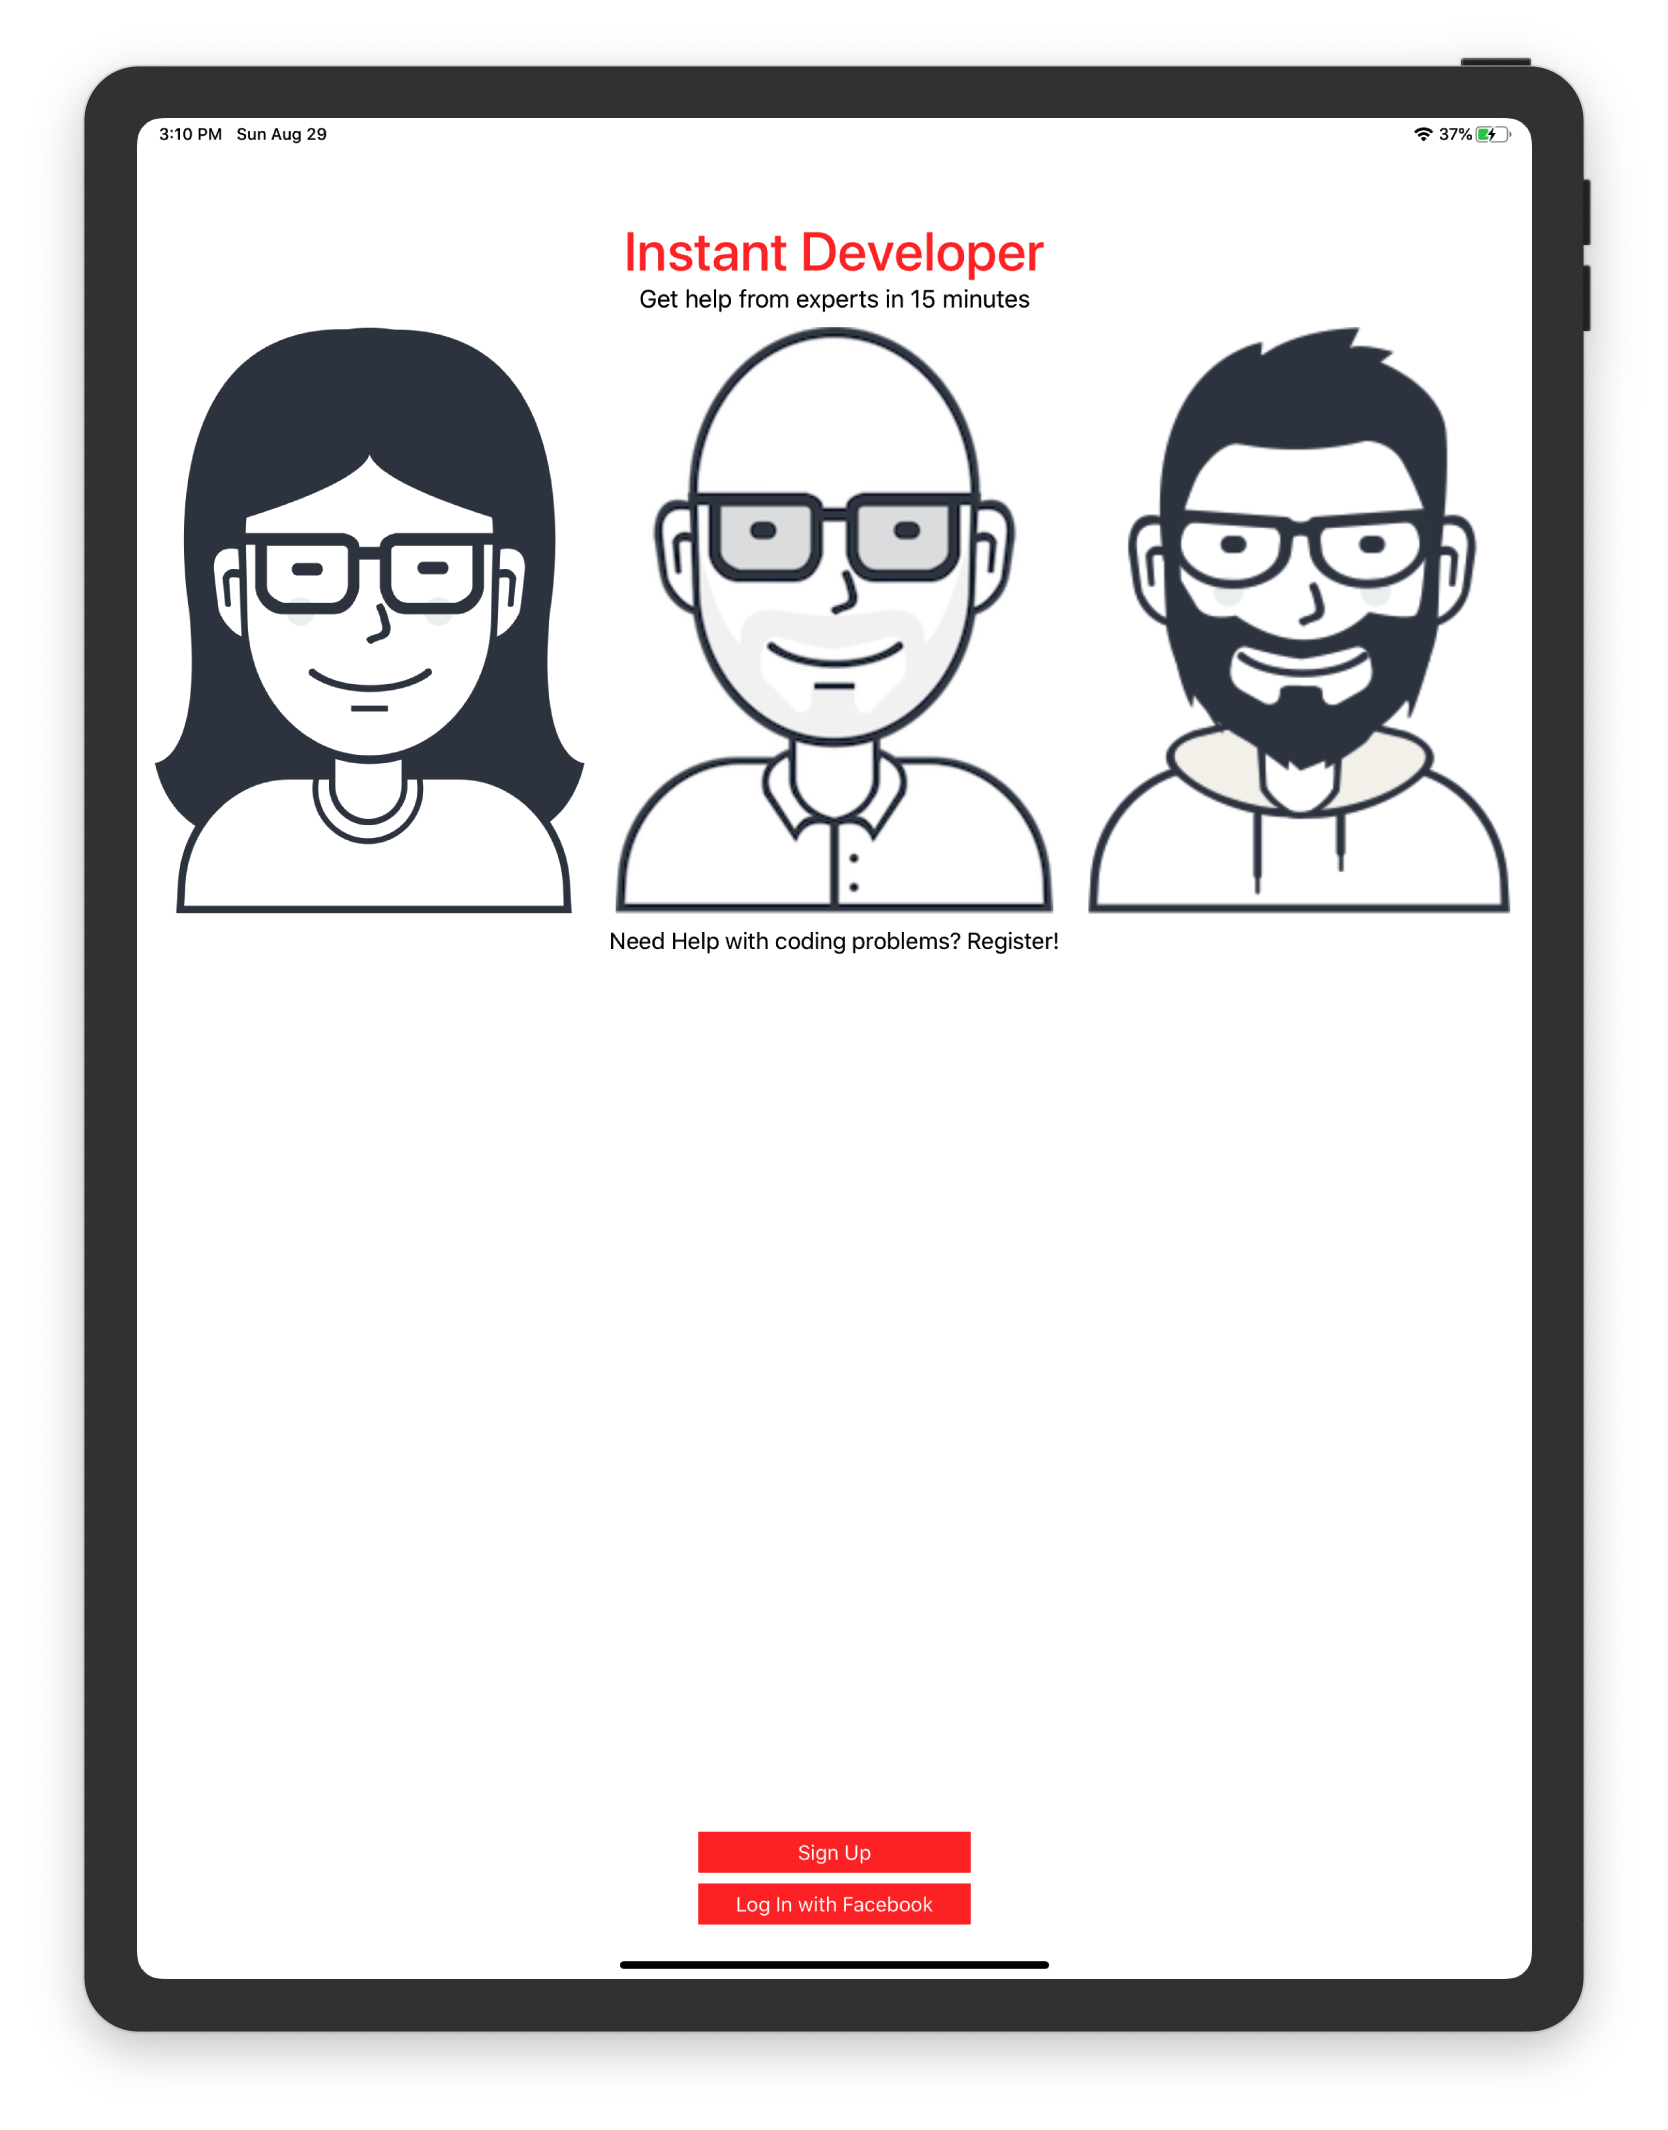 3:10 PM Sun Aug 29 37%
Instant Developer
Get help from experts in 15 minutes
Need Help with coding problems? Register!
Sign Up
Log In with Facebook